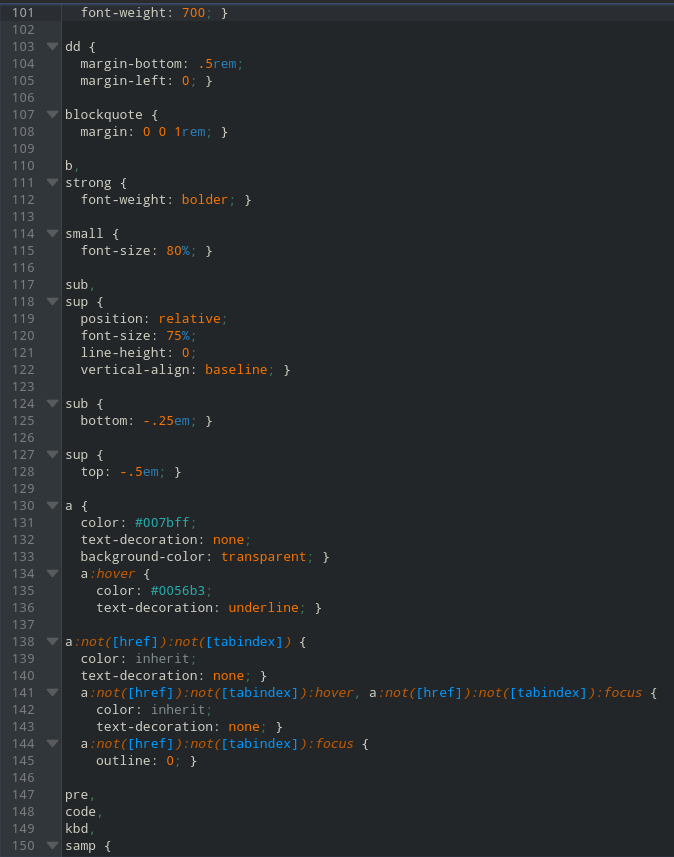 101 font-weight: 700; }
102
103 dd {
104 margin-bottom: .5rem;
105 margin-left: 0; }
106
107 blockquote {
108 margin: 0 0 1rem; }
109
110 b,
111 strong {
112 font-weight: bolder; }
113
114 small {
115 font-size: 80%; }
116
117 sub,
118 sup {
119 position: relative;
120 font-size: 75%;
121 line-height: 0;
122 vertical-align: baseline; }
123
124 sub {
125 bottom: -.25em; }
126
127 sup {
128 top: -.5em; }
129
130 a {
131 color: #007bff;
132 text-decoration: none;
133 background-color: transparent; }
134 a:hover {
135 color: #0056b3;
136 text-decoration: underline; }
137
138 a:not([href]):not([tabindex]) {
139 color: inherit;
140 text-decoration: none; }
141 a:not([href]):not([tabindex]):hover, a:not([href]):not([tabindex]):focus {
142 color: inherit;
143 text-decoration: none; }
144 a:not([href]):not([tabindex]):focus {
145 outline: 0; }
146
147 pre,
148 code,
149 kbd,
150 samp {